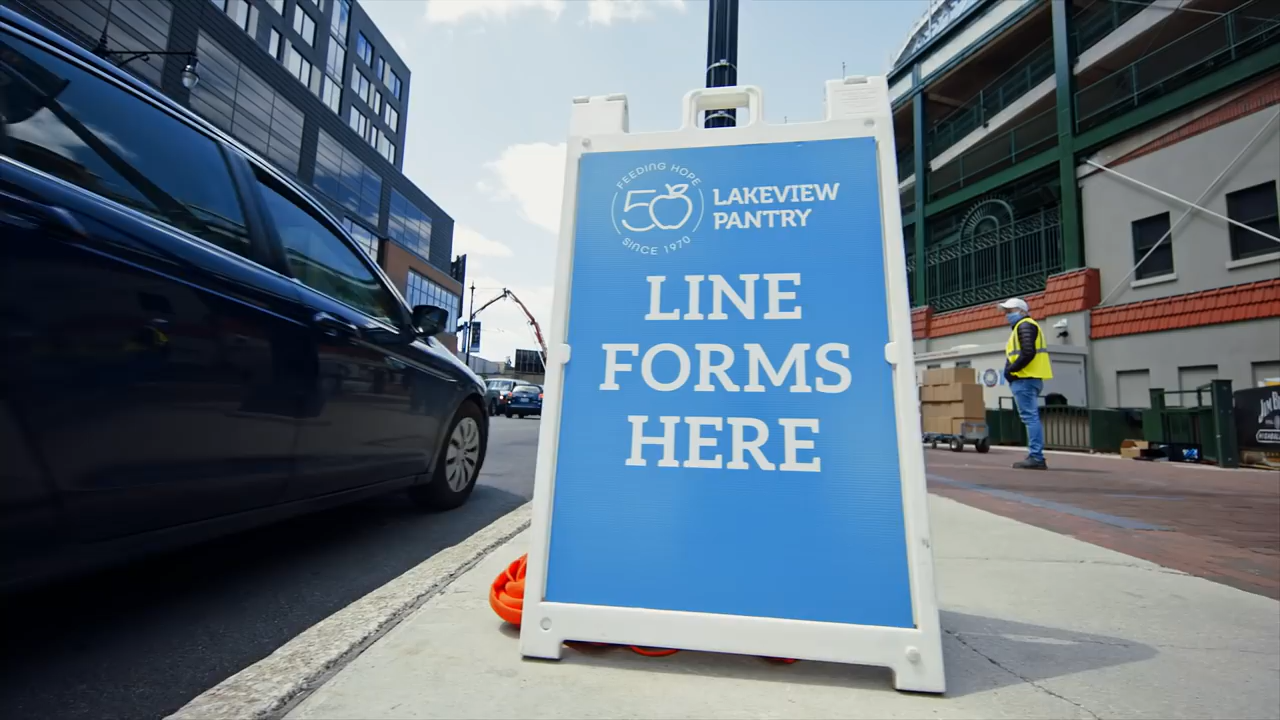 FEEDING HOPE
50
SINCE 1970
LAKEVIEW
PANTRY
LINE
FORMS
HERE